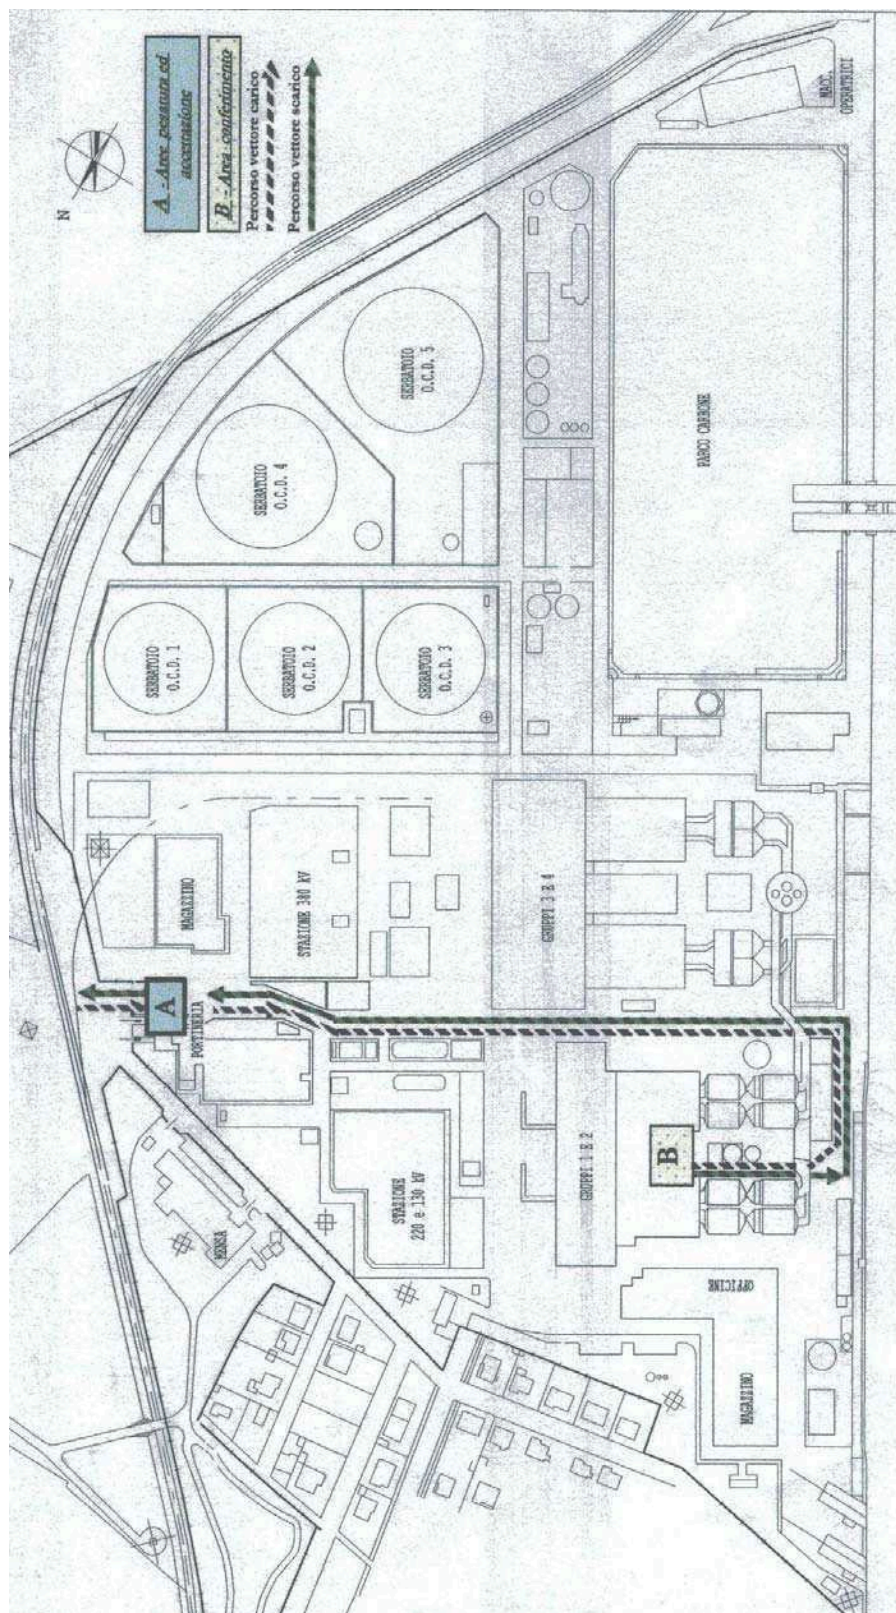 N
A - Area pesatura ed
accettazione
B - Area conferimento
Percorso vettore carico
Percorso vettore scarico
MACC.
OPERATRICI
SERBATOIO
O.C.D. 5
SERBATOIO
O.C.D. 4
PARCO CARBONE
SERBATOIO
O.C.D. 1
SERBATOIO
O.C.D. 2
SERBATOIO
O.C.D. 3
MAGAZZINO
STAZIONE 380 KV
GRUPPI 3 E 4
A
PORTINERIA
STAZIONE
220 e 130 KV
GRUPPI 1 E 2
B
MENSA
OFFICINE
MAGAZZINO